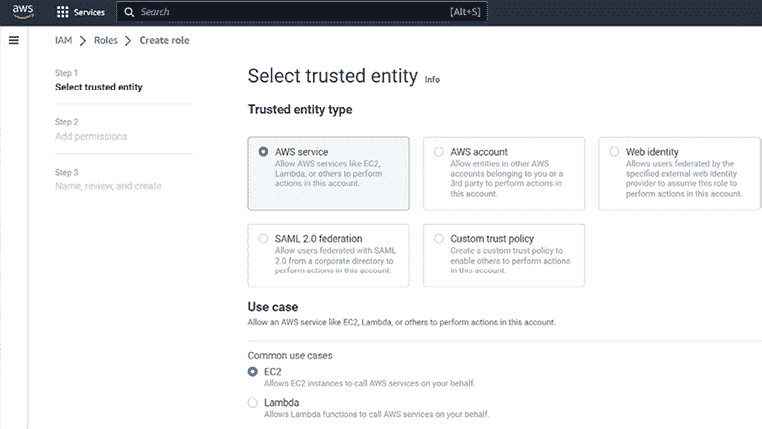 aws Services Search [Alt+S]
IAM > Roles > Create role
Step 1
Select trusted entity
Step 2
Add permissions
Step 3
Name, review, and create
Select trusted entity Info
Trusted entity type
AWS service
Allow AWS services like EC2,
Lambda, or others to perform
actions in this account.
AWS account
Allow entities in other AWS
accounts belonging to you or a
3rd party to perform actions in
this account.
Web identity
Allows users federated by the
specified external web identity
provider to assume this role to
perform actions in this account.
SAML 2.0 federation
Allow users federated with SAML
2.0 from a corporate directory to
perform actions in this account.
Custom trust policy
Create a custom trust policy to
enable others to perform actions
in this account.
Use case
Allow an AWS service like EC2, Lambda, or others to perform actions in this account.
Common use cases
EC2
Allows EC2 instances to call AWS services on your behalf.
Lambda
Allows Lambda functions to call AWS services on your behalf.